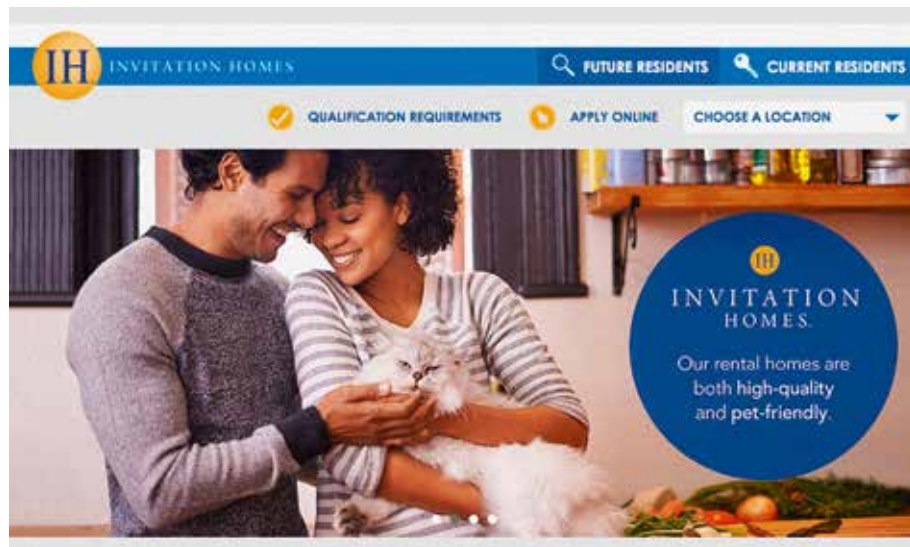 IH INVITATION HOMES
FUTURE RESIDENTS
CURRENT RESIDENTS
QUALIFICATION REQUIREMENTS
APPLY ONLINE
CHOOSE A LOCATION
IH
INVITATION
HOMES.
Our rental homes are
both high-quality
and pet-friendly.